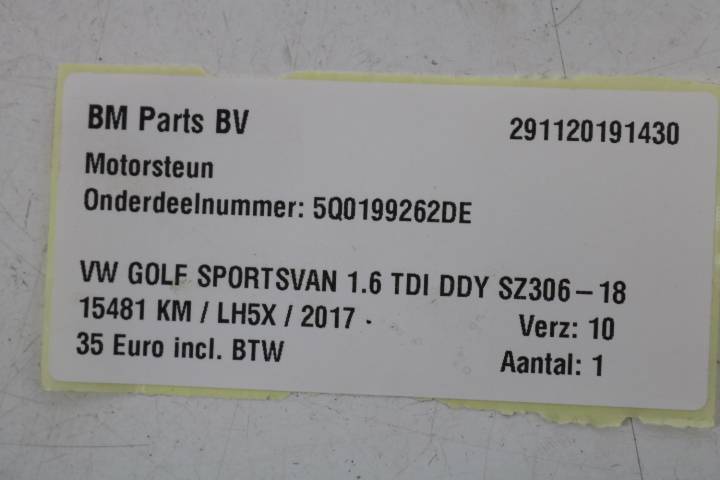 BM Parts BV 291120191430
Motorsteun
Onderdeelnummer: 5Q0199262DE
VW GOLF SPORTSVAN 1.6 TDI DDY SZ306-18
15481 KM / LH5X / 2017 · Verz: 10
35 Euro incl. BTW Aantal: 1